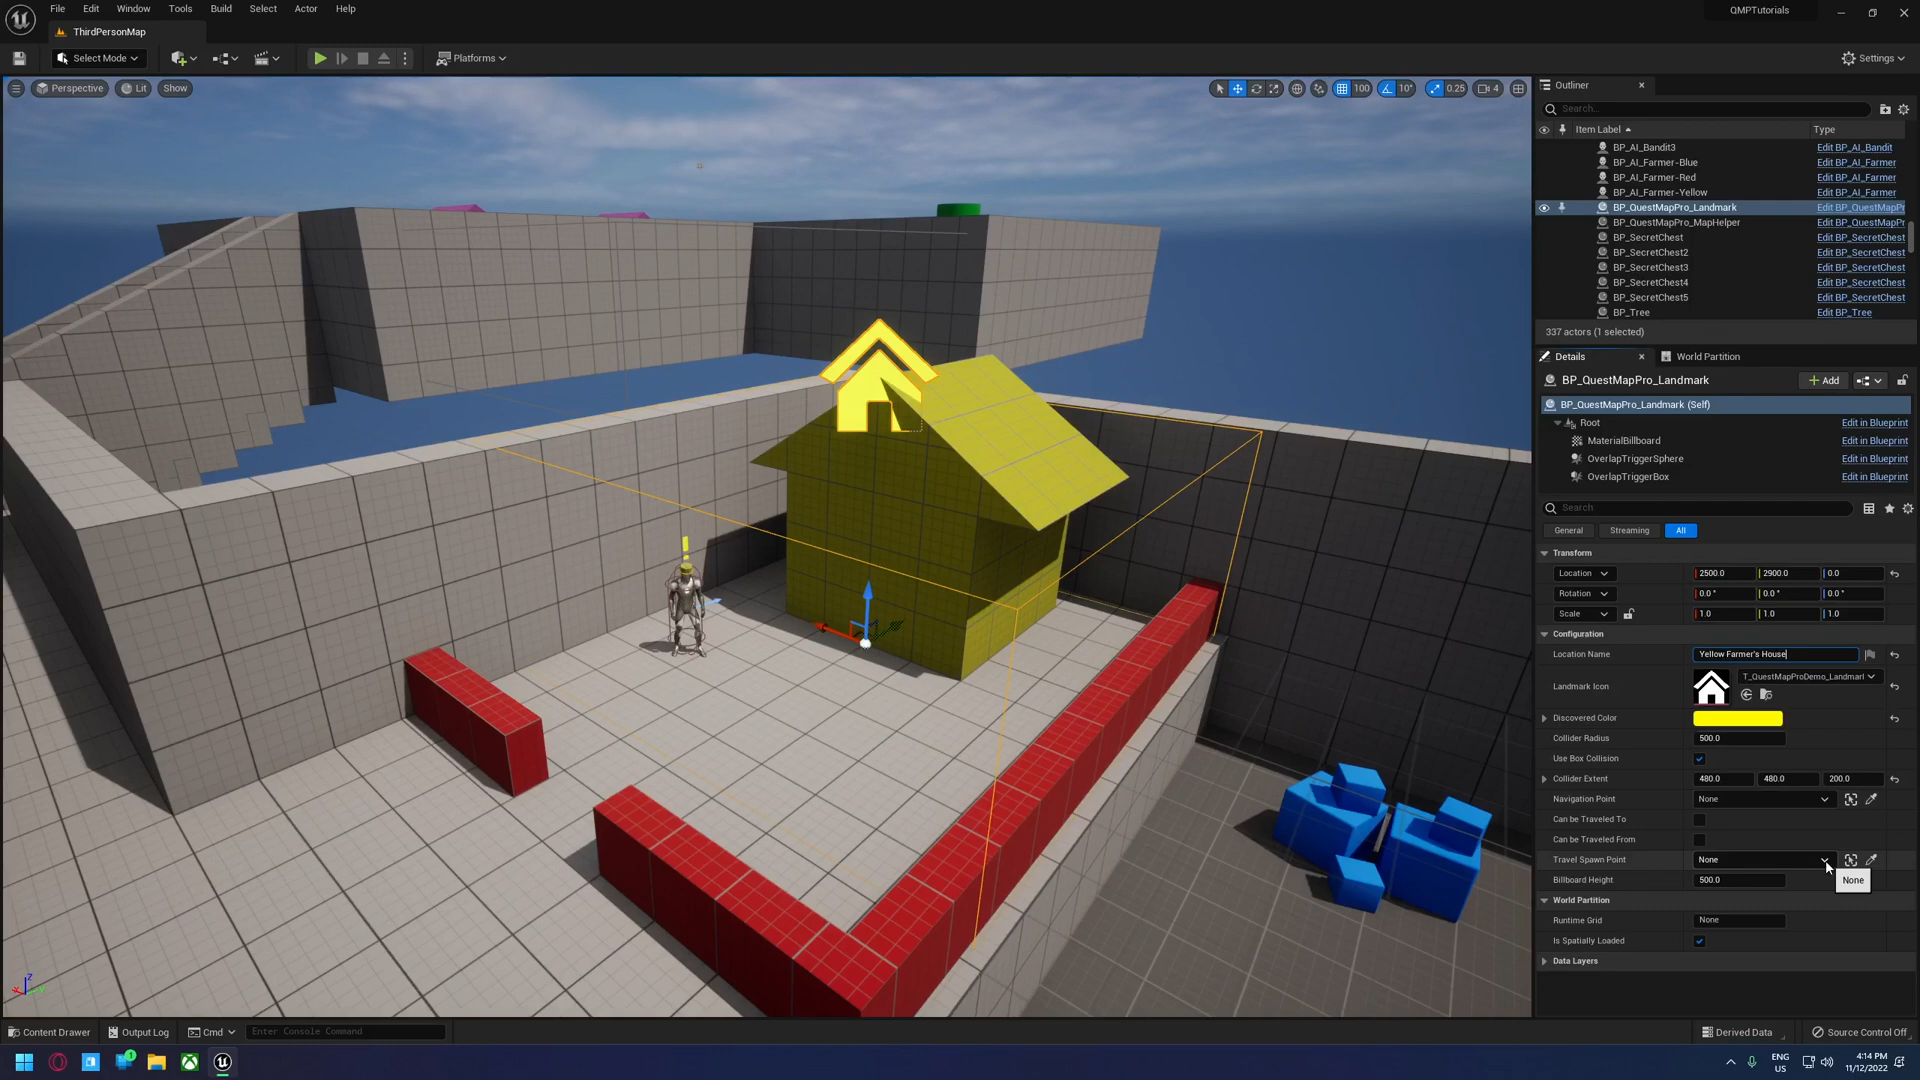 File Edit Window Tools Build Select Actor Help
QMPTutorials
ThirdPersonMap
Select Mode
Platforms
Settings
Perspective
Lit
Show
100
10°
0.25
4
Outliner
Search...
Item Label
Type
BP_AI_Bandit3 Edit BP_AI_Bandit
BP_AI_Farmer-Blue Edit BP_AI_Farmer
BP_AI_Farmer-Red Edit BP_AI_Farmer
BP_AI_Farmer-Yellow Edit BP_AI_Farmer
BP_QuestMapPro_Landmark Edit BP_QuestMapPr
BP_QuestMapPro_MapHelper Edit BP_QuestMapPr
BP_SecretChest Edit BP_SecretChest
BP_SecretChest2 Edit BP_SecretChest
BP_SecretChest3 Edit BP_SecretChest
BP_SecretChest4 Edit BP_SecretChest
BP_SecretChest5 Edit BP_SecretChest
BP_Tree Edit BP_Tree
337 actors (1 selected)
Details
World Partition
BP_QuestMapPro_Landmark
Add
BP_QuestMapPro_Landmark (Self)
Root Edit in Blueprint
MaterialBillboard Edit in Blueprint
OverlapTriggerSphere Edit in Blueprint
OverlapTriggerBox Edit in Blueprint
Search
General Streaming All
Transform
Location 2500.0 2900.0 0.0
Rotation 0.0 ° 0.0 ° 0.0 °
Scale 1.0 1.0 1.0
Configuration
Location Name Yellow Farmer's House
Landmark Icon T_QuestMapProDemo_Landmarl
Discovered Color
Collider Radius 500.0
Use Box Collision
Collider Extent 480.0 480.0 200.0
Navigation Point None
Can be Traveled To
Can be Traveled From
Travel Spawn Point None
Billboard Height 500.0
None
World Partition
Runtime Grid None
Is Spatially Loaded
Data Layers
Z
X
Y
Content Drawer
Output Log
Cmd
Enter Console Command
Derived Data
Source Control Off
1
ENG
US
4:14 PM
11/12/2022